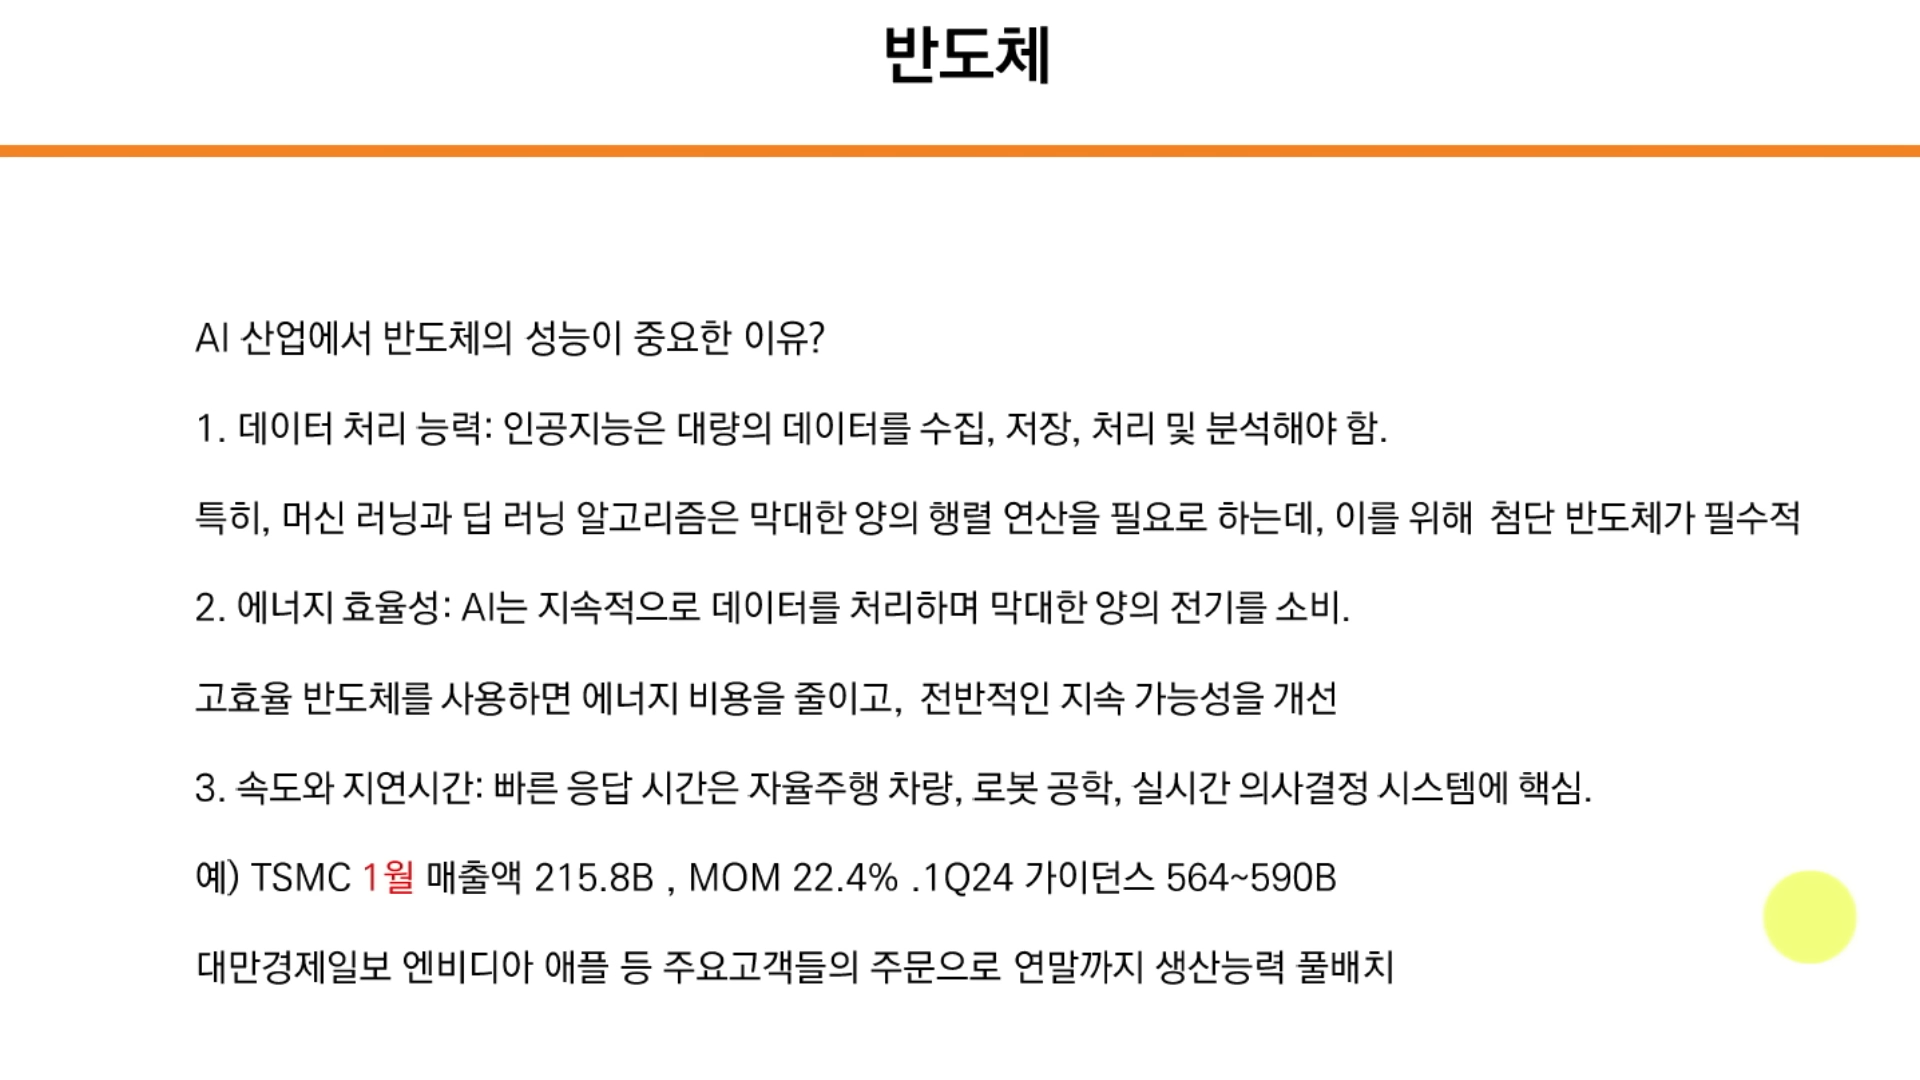 반도체
AI 산업에서 반도체의 성능이 중요한 이유?
1. 데이터 처리 능력: 인공지능은 대량의 데이터를 수집, 저장, 처리 및 분석해야 함.
특히, 머신 러닝과 딥 러닝 알고리즘은 막대한 양의 행렬 연산을 필요로 하는데, 이를 위해 첨단 반도체가 필수적
2. 에너지 효율성: AI는 지속적으로 데이터를 처리하며 막대한 양의 전기를 소비.
고효율 반도체를 사용하면 에너지 비용을 줄이고, 전반적인 지속 가능성을 개선
3. 속도와 지연시간: 빠른 응답 시간은 자율주행 차량, 로봇 공학, 실시간 의사결정 시스템에 핵심.
예) TSMC 1월 매출액 215.8B , MOM 22.4% .1Q24 가이던스 564~590B
대만경제일보 엔비디아 애플 등 주요고객들의 주문으로 연말까지 생산능력 풀배치